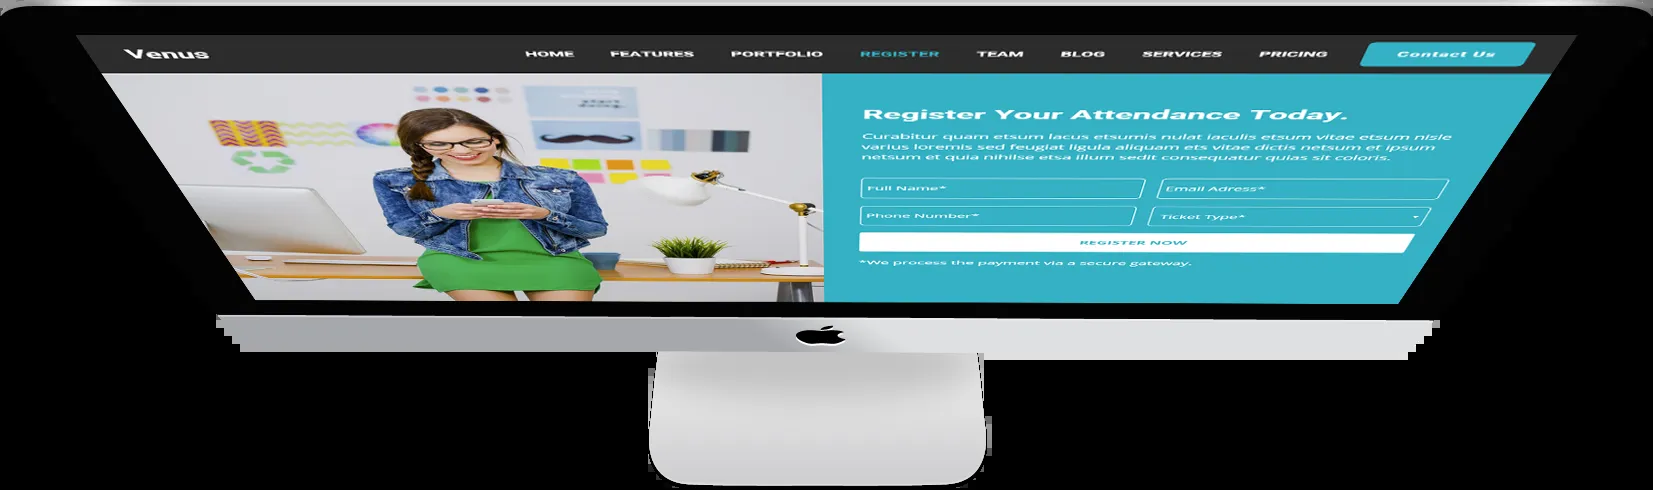 Venus HOME FEATURES PORTFOLIO REGISTER TEAM BLOG SERVICES PRICING Contact Us
start
doing.
Register Your Attendance Today.
Curabitur quam etsum lacus etsumis nulat iaculis etsum vitae etsum nisle
varius loremis sed feugiat ligula aliquam ets vitae dictis netsum et ipsum
netsum et quia nihilse etsa illum sedit consequatur quias sit coloris.
Full Name* Email Adress*
Phone Number* Ticket Type*
REGISTER NOW
*We process the payment via a secure gateway.